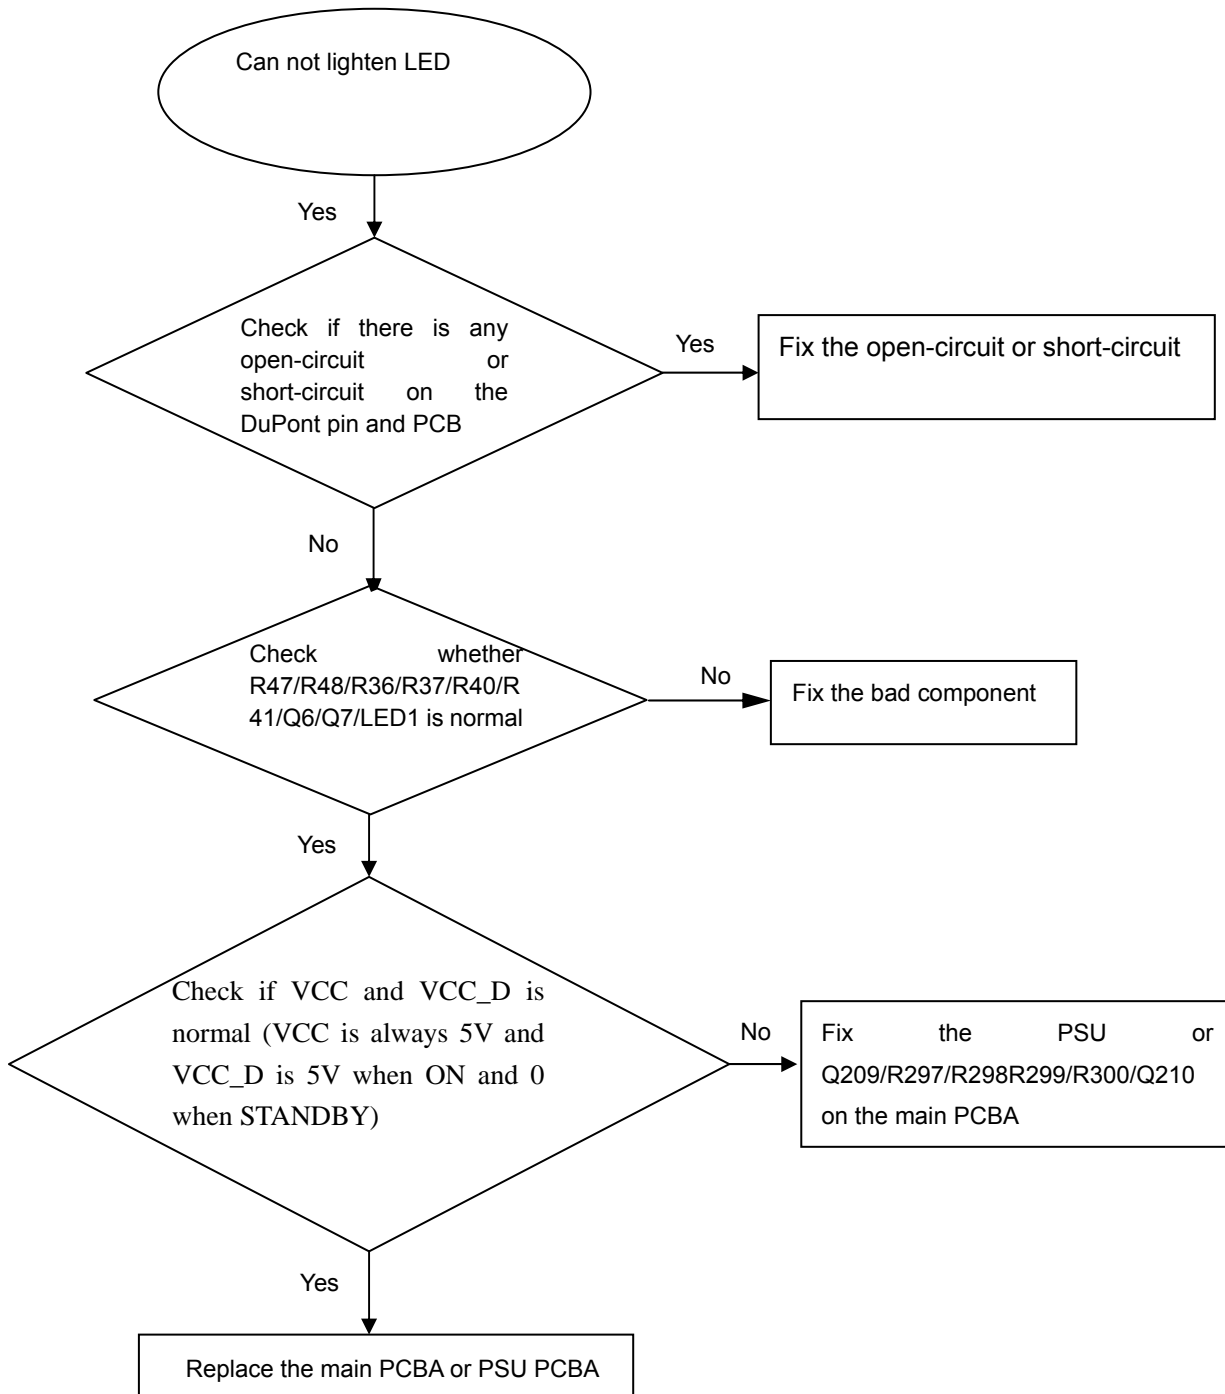 Can not lighten LED
Yes
Check if there is any
open-circuit or
short-circuit on the
DuPont pin and PCB
Yes
Fix the open-circuit or short-circuit
No
Check whether
R47/R48/R36/R37/R40/R
41/Q6/Q7/LED1 is normal
No
Fix the bad component
Yes
Check if VCC and VCC_D is
normal (VCC is always 5V and
VCC_D is 5V when ON and 0
when STANDBY)
No
Fix the PSU or
Q209/R297/R298R299/R300/Q210
on the main PCBA
Yes
Replace the main PCBA or PSU PCBA